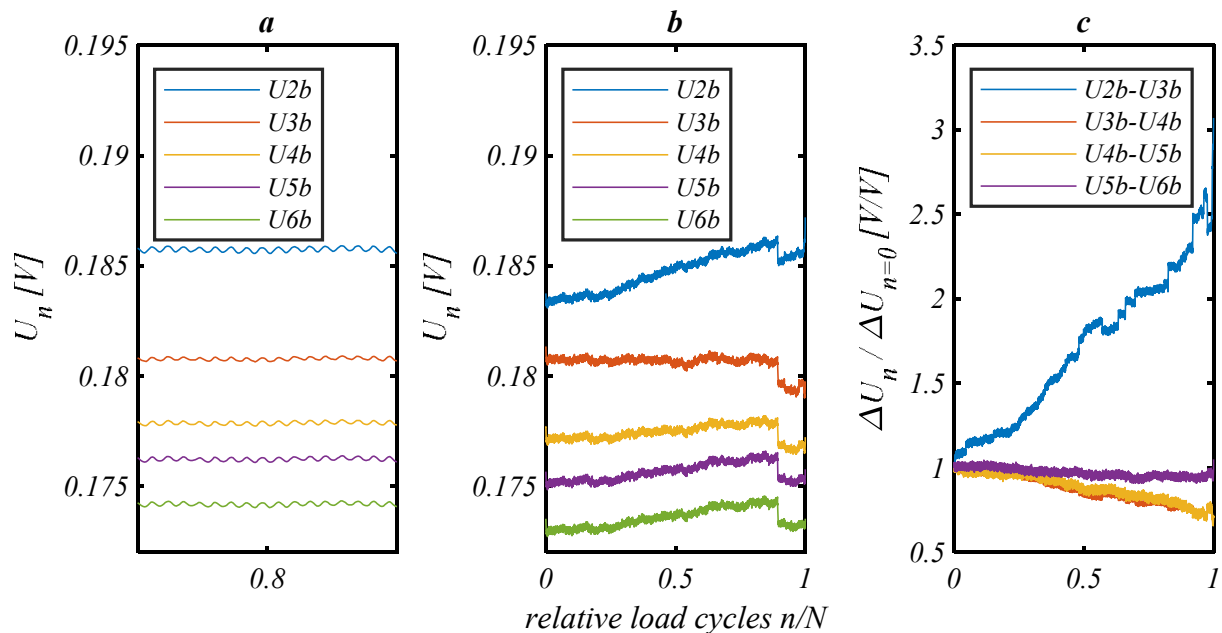 a
0.195
0.19
0.185
0.18
0.175
U_n [V]
U2b
U3b
U4b
U5b
U6b
0.8
b
0.195
0.19
0.185
0.18
0.175
U_n [V]
U2b
U3b
U4b
U5b
U6b
0 0.5 1
relative load cycles n/N
c
3.5
3
2.5
2
1.5
1
0.5
ΔU_n / ΔU_{n=0} [V/V]
U2b-U3b
U3b-U4b
U4b-U5b
U5b-U6b
0 0.5 1